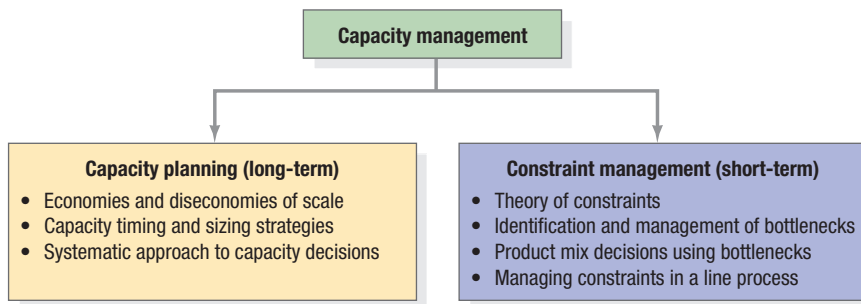 Capacity management
Capacity planning (long-term)
• Economies and diseconomies of scale
• Capacity timing and sizing strategies
• Systematic approach to capacity decisions
Constraint management (short-term)
• Theory of constraints
• Identification and management of bottlenecks
• Product mix decisions using bottlenecks
• Managing constraints in a line process